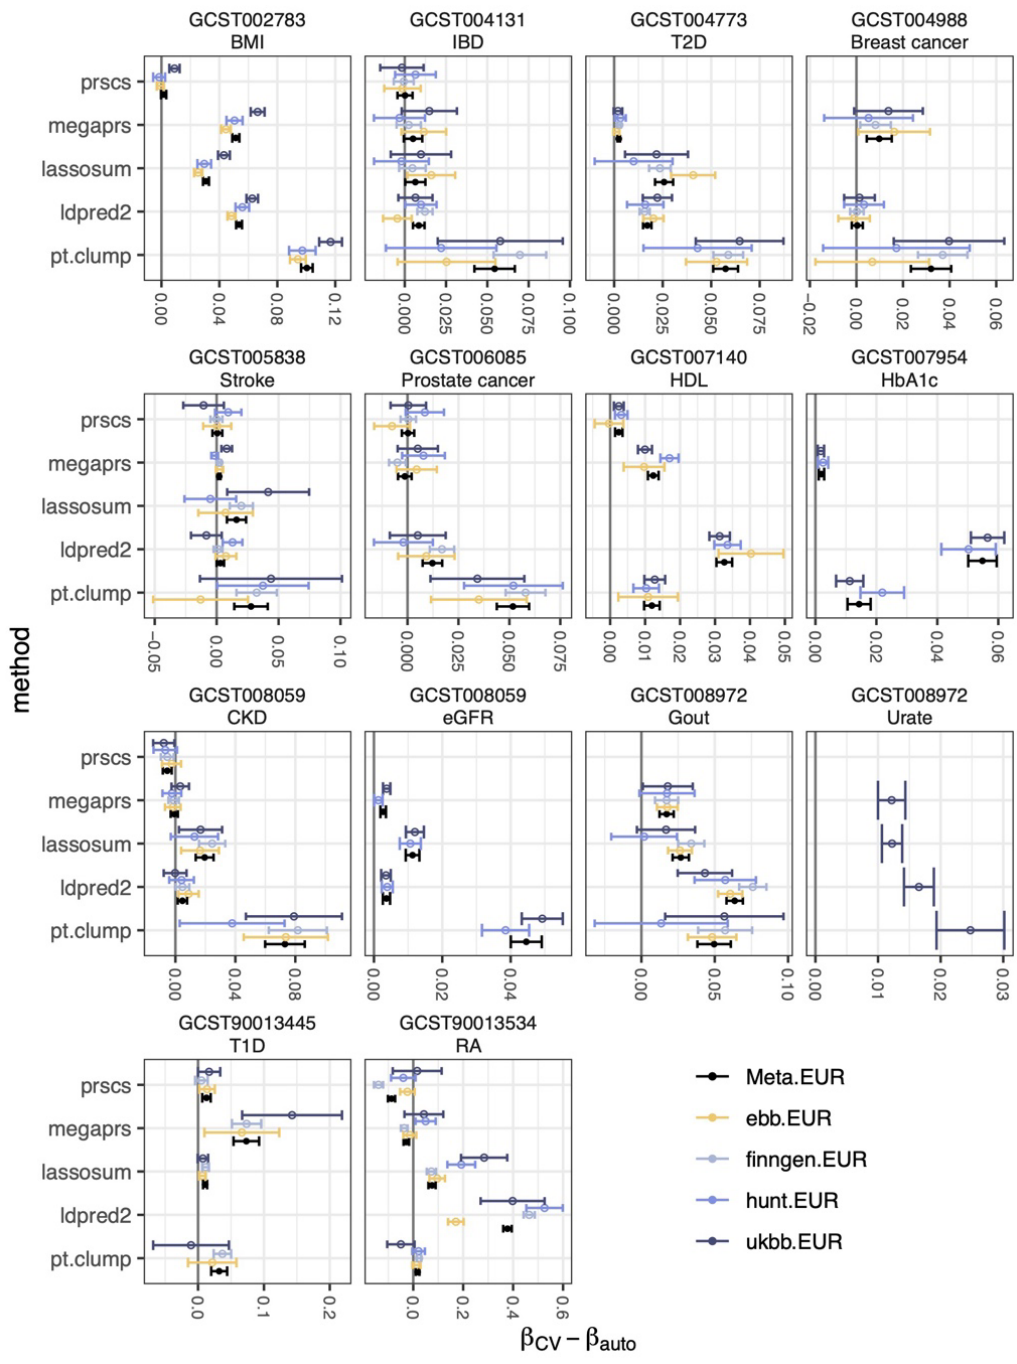 GCST002783 GCST004131 GCST004773 GCST004988
BMI IBD T2D Breast cancer
prscs
megaprs
lassosum
ldpred2
pt.clump
0.00 0.04 0.08 0.12 0.000 0.025 0.050 0.075 0.100 0.000 0.025 0.050 0.075 −0.02 0.00 0.02 0.04 0.06
GCST005838 GCST006085 GCST007140 GCST007954
Stroke Prostate cancer HDL HbA1c
prscs
megaprs
lassosum
ldpred2
pt.clump
−0.05 0.00 0.05 0.10 0.000 0.025 0.050 0.075 0.00 0.01 0.02 0.03 0.04 0.05 0.00 0.02 0.04 0.06
method
GCST008059 GCST008059 GCST008972 GCST008972
CKD eGFR Gout Urate
prscs
megaprs
lassosum
ldpred2
pt.clump
0.00 0.04 0.08 0.00 0.02 0.04 0.00 0.05 0.10 0.00 0.01 0.02 0.03
GCST90013445 GCST90013534
T1D RA
prscs
megaprs
lassosum
ldpred2
pt.clump
0.0 0.1 0.2 0.0 0.2 0.4 0.6
Meta.EUR
ebb.EUR
finngen.EUR
hunt.EUR
ukbb.EUR
βCV − βauto